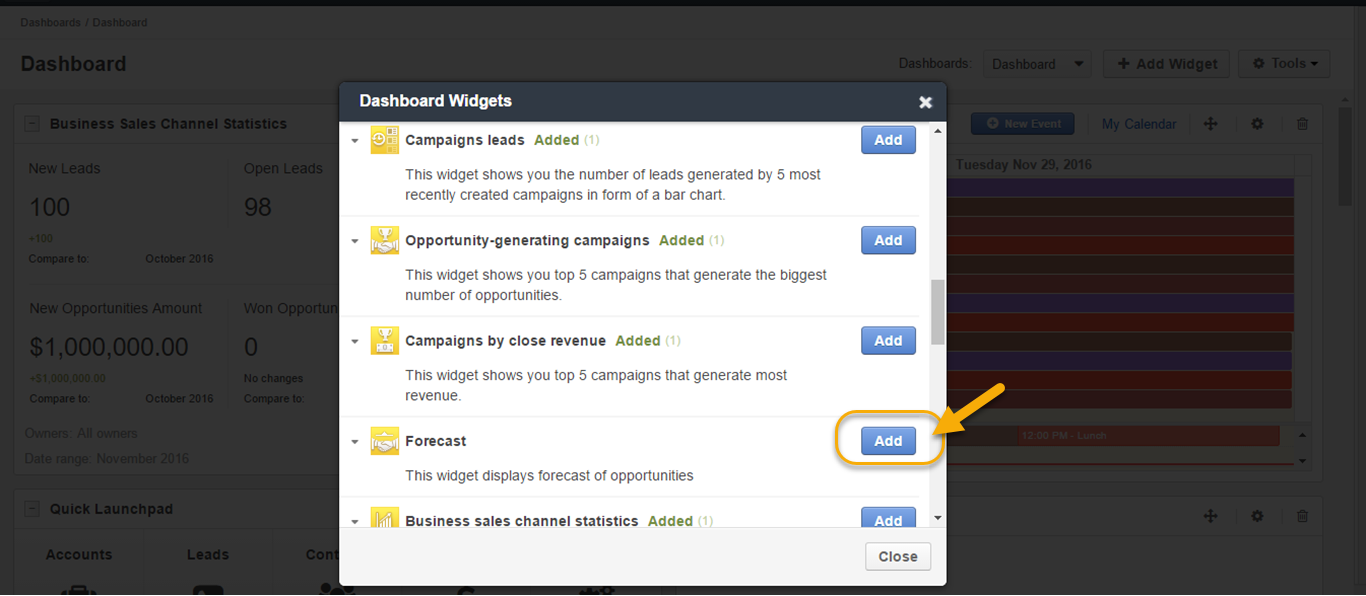 Dashboards / Dashboard
Dashboard
Dashboards: Dashboard Add Widget Tools
Business Sales Channel Statistics
New Leads Open Leads
100 98
+100
Compare to: October 2016
New Opportunities Amount Won Opportun
$1,000,000.00 0
+$1,000,000.00 No changes
Compare to: October 2016 Compare to:
Owners: All owners
Date range: November 2016
Quick Launchpad
Accounts Leads Cont
Dashboard Widgets
Campaigns leads Added (1) Add
This widget shows you the number of leads generated by 5 most
recently created campaigns in form of a bar chart.
Opportunity-generating campaigns Added (1) Add
This widget shows you top 5 campaigns that generate the biggest
number of opportunities.
Campaigns by close revenue Added (1) Add
This widget shows you top 5 campaigns that generate most
revenue.
Forecast Add
This widget displays forecast of opportunities
Business sales channel statistics Added (1) Add
Close
New Event My Calendar
Tuesday Nov 29, 2016
12:00 PM - Lunch